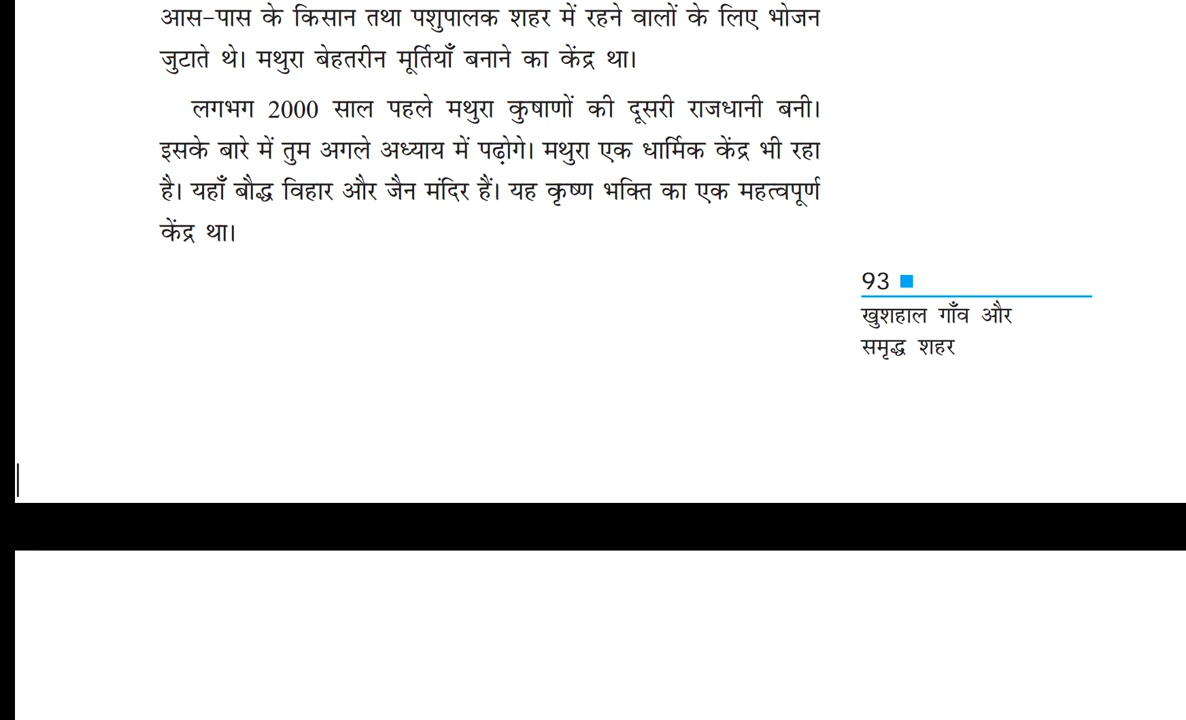 आस-पास के किसान तथा पशुपालक शहर में रहने वालों के लिए भोजन
जुटाते थे। मथुरा बेहतरीन मूर्तियाँ बनाने का केंद्र था।
लगभग 2000 साल पहले मथुरा कुषाणों की दूसरी राजधानी बनी।
इसके बारे में तुम अगले अध्याय में पढ़ोगे। मथुरा एक धार्मिक केंद्र भी रहा
है। यहाँ बौद्ध विहार और जैन मंदिर हैं। यह कृष्ण भक्ति का एक महत्वपूर्ण
केंद्र था।
93
खुशहाल गाँव और
समृद्ध शहर